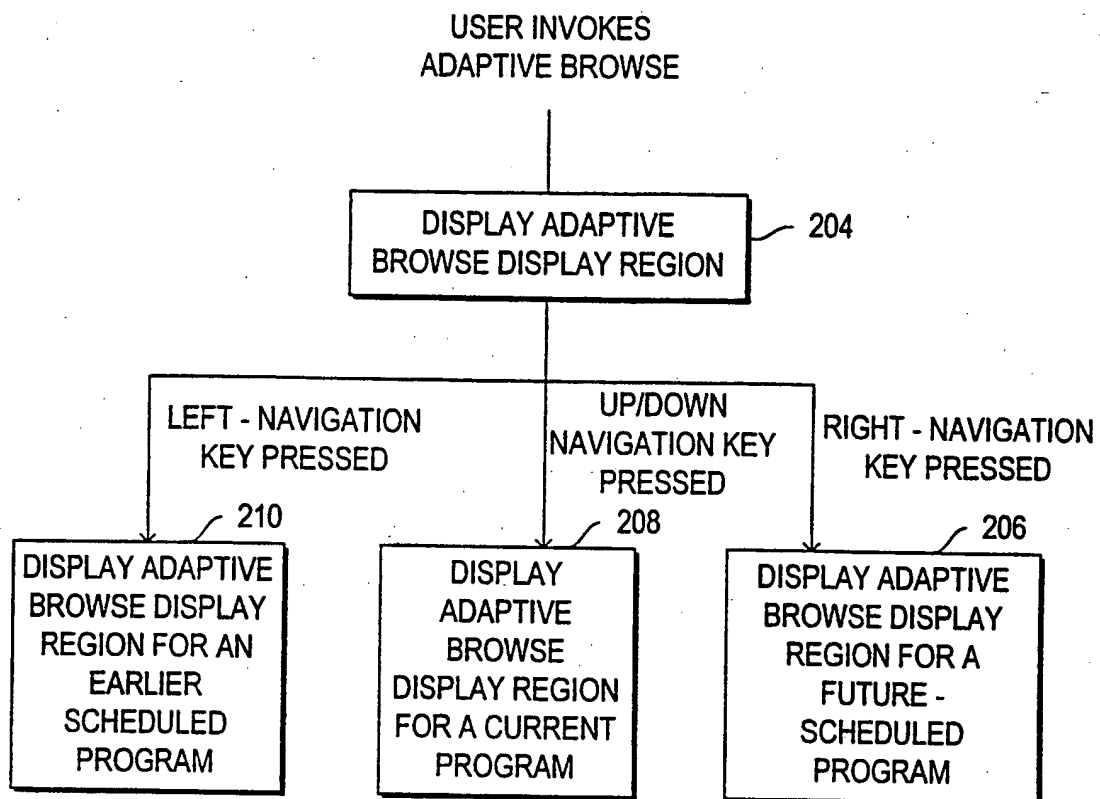 USER INVOKES
ADAPTIVE BROWSE
DISPLAY ADAPTIVE
BROWSE DISPLAY REGION
204
LEFT - NAVIGATION
KEY PRESSED
UP/DOWN
NAVIGATION KEY
PRESSED
RIGHT - NAVIGATION
KEY PRESSED
210
DISPLAY ADAPTIVE
BROWSE DISPLAY
REGION FOR AN
EARLIER
SCHEDULED
PROGRAM
208
DISPLAY
ADAPTIVE
BROWSE
DISPLAY REGION
FOR A CURRENT
PROGRAM
206
DISPLAY ADAPTIVE
BROWSE DISPLAY
REGION FOR A
FUTURE -
SCHEDULED
PROGRAM